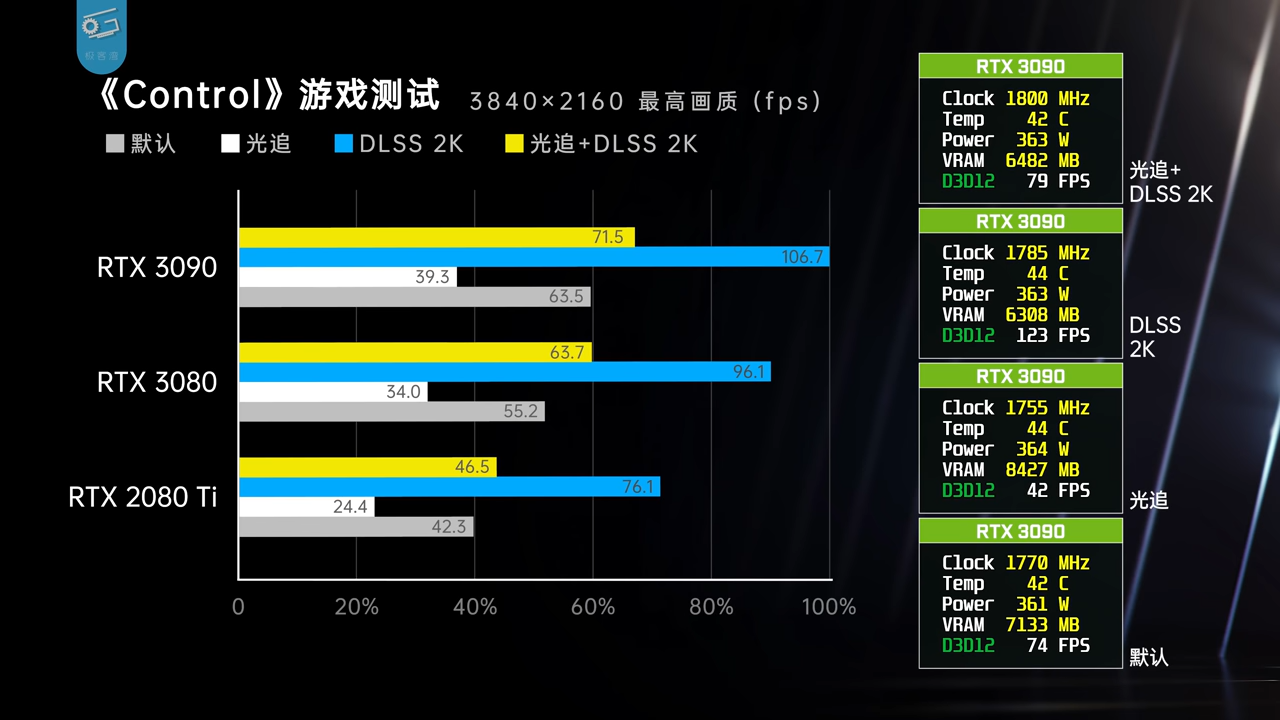 极客湾
《Control》游戏测试 3840×2160 最高画质 (fps)
默认 光追 DLSS 2K 光追+DLSS 2K
RTX 3090
71.5
106.7
39.3
63.5
RTX 3080
63.7
96.1
34.0
55.2
RTX 2080 Ti
46.5
76.1
24.4
42.3
0 20% 40% 60% 80% 100%
RTX 3090
Clock 1800 MHz
Temp 42 C
Power 363 W
VRAM 6482 MB
D3D12 79 FPS
光追+
DLSS 2K
RTX 3090
Clock 1785 MHz
Temp 44 C
Power 363 W
VRAM 6308 MB
D3D12 123 FPS
DLSS
2K
RTX 3090
Clock 1755 MHz
Temp 44 C
Power 364 W
VRAM 8427 MB
D3D12 42 FPS
光追
RTX 3090
Clock 1770 MHz
Temp 42 C
Power 361 W
VRAM 7133 MB
D3D12 74 FPS
默认